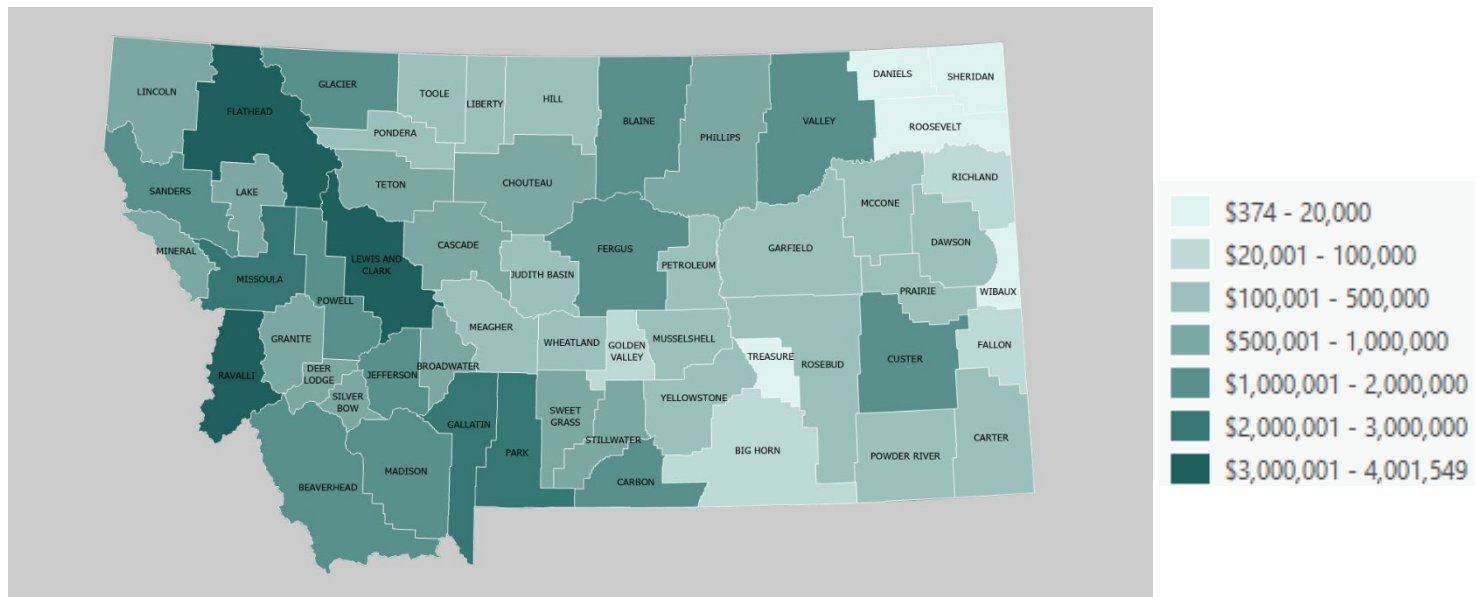 LINCOLN
FLATHEAD
GLACIER
TOOLE
LIBERTY
HILL
BLAINE
PHILLIPS
VALLEY
DANIELS
SHERIDAN
ROOSEVELT
PONDERA
SANDERS
LAKE
TETON
CHOUTEAU
RICHLAND
MCCONE
MINERAL
MISSOULA
POWELL
LEWIS AND
CLARK
CASCADE
JUDITH BASIN
FERGUS
PETROLEUM
GARFIELD
DAWSON
PRAIRIE
WIBAUX
GRANITE
RAVALLI
DEER
LODGE
SILVER
BOW
JEFFERSON
BROADWATER
MEAGHER
WHEATLAND
GOLDEN
VALLEY
MUSSELSHELL
TREASURE
ROSEBUD
CUSTER
FALLON
GALLATIN
PARK
SWEET
GRASS
STILLWATER
YELLOWSTONE
BIG HORN
POWDER RIVER
CARTER
BEAVERHEAD
MADISON
CARBON
$374 - 20,000
$20,001 - 100,000
$100,001 - 500,000
$500,001 - 1,000,000
$1,000,001 - 2,000,000
$2,000,001 - 3,000,000
$3,000,001 - 4,001,549